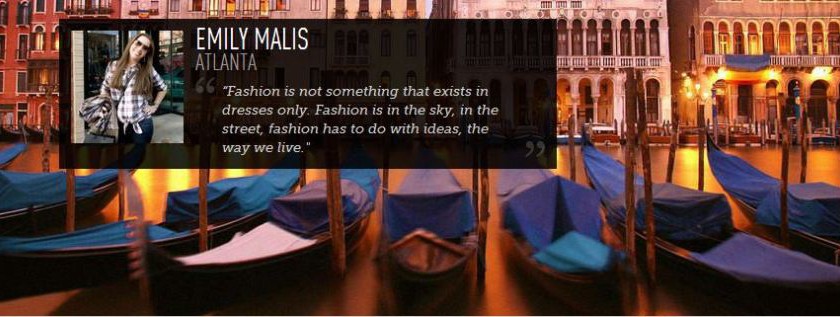 EMILY MALIS
ATLANTA
"Fashion is not something that exists in
dresses only. Fashion is in the sky, in the
street, fashion has to do with ideas, the
way we live."